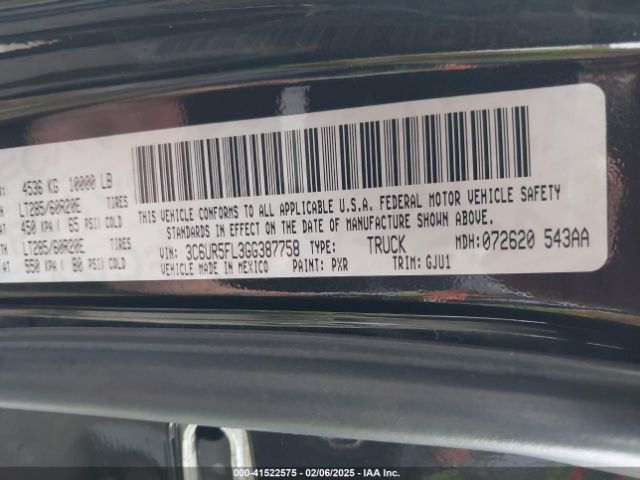 : 4536 KG 10000 LB
LT285/60R20E TIRES
AT 450 KPA ( 65 PSI) COLD
LT285/60R20E TIRES
AT 550 KPA ( 80 PSI) COLD
THIS VEHICLE CONFORMS TO ALL APPLICABLE U.S.A. FEDERAL MOTOR VEHICLE SAFETY
STANDARDS IN EFFECT ON THE DATE OF MANUFACTURE SHOWN ABOVE.
VIN: 3C6UR5FL3GG387758 TYPE: TRUCK MDH: 072620 543AA
VEHICLE MADE IN MEXICO PAINT: PXR TRIM: GJU1
000-41522575 | 02/06/2025 | IAA Inc.